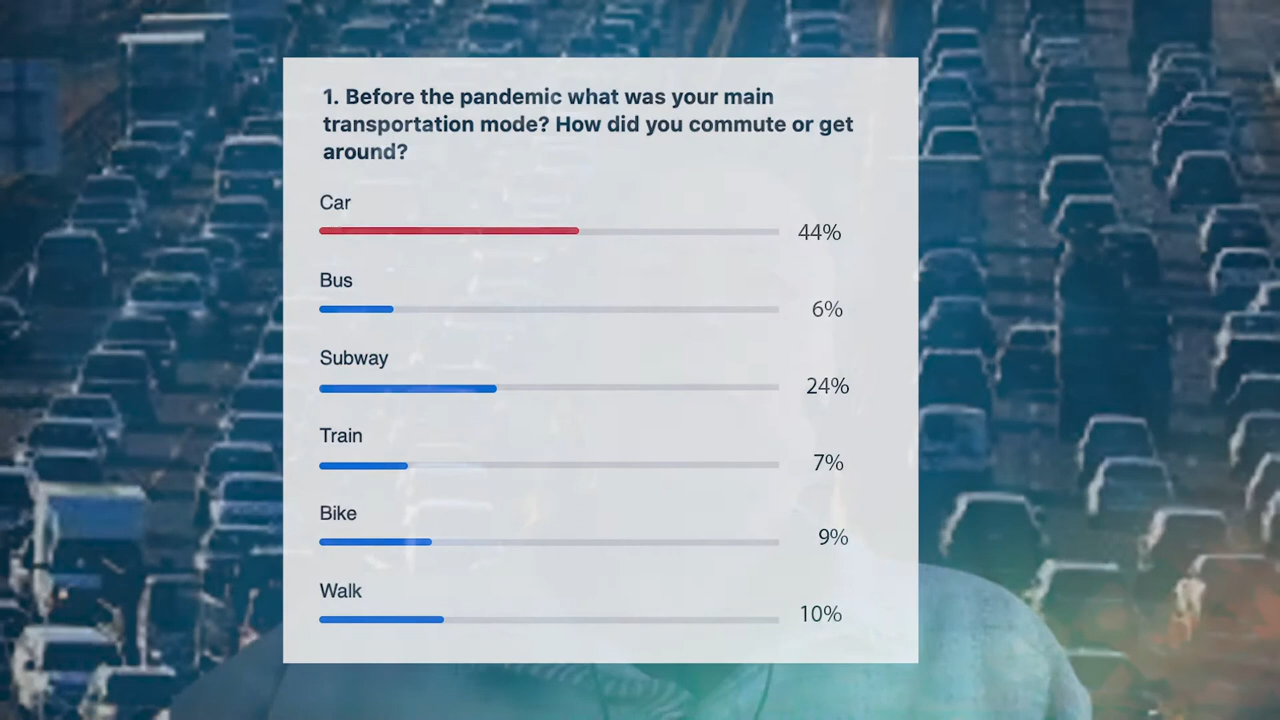 1. Before the pandemic what was your main
transportation mode? How did you commute or get
around?
Car
44%
Bus
6%
Subway
24%
Train
7%
Bike
9%
Walk
10%